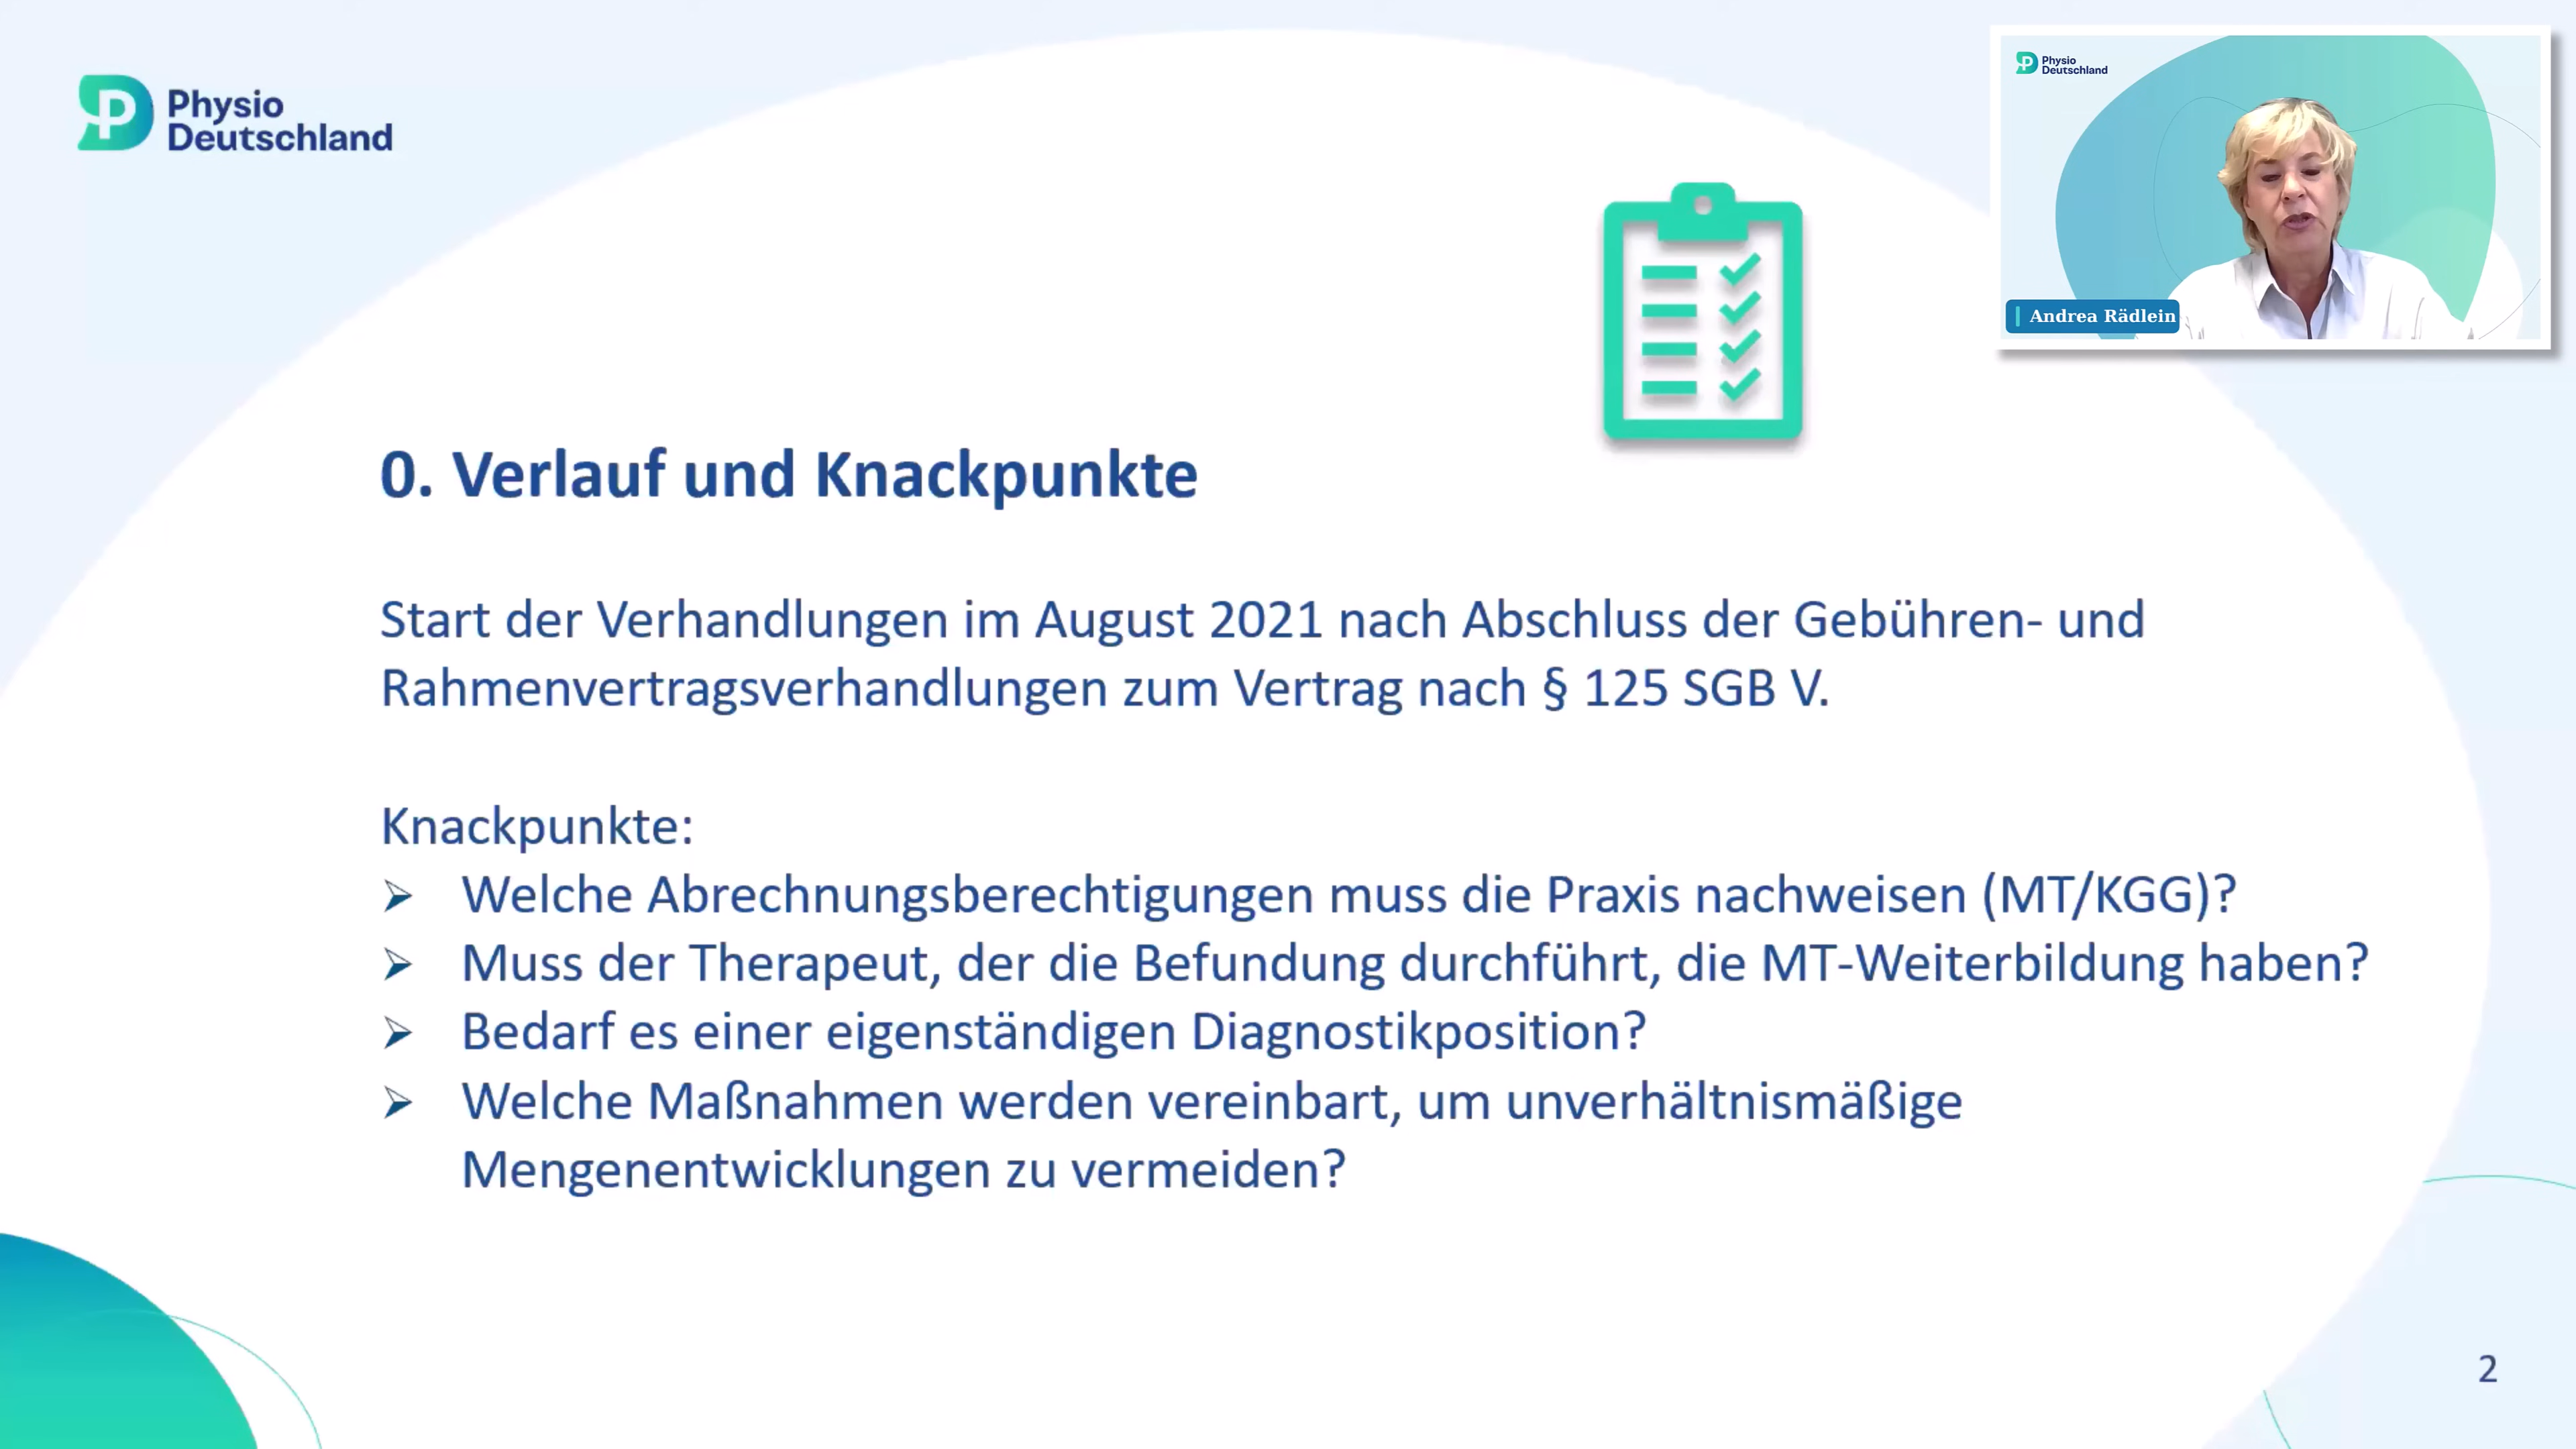 Physio
Deutschland
Physio
Deutschland
Andrea Rädlein
0. Verlauf und Knackpunkte
Start der Verhandlungen im August 2021 nach Abschluss der Gebühren- und
Rahmenvertragsverhandlungen zum Vertrag nach § 125 SGB V.
Knackpunkte:
➢ Welche Abrechnungsberechtigungen muss die Praxis nachweisen (MT/KGG)?
➢ Muss der Therapeut, der die Befundung durchführt, die MT-Weiterbildung haben?
➢ Bedarf es einer eigenständigen Diagnostikposition?
➢ Welche Maßnahmen werden vereinbart, um unverhältnismäßige
Mengenentwicklungen zu vermeiden?
2